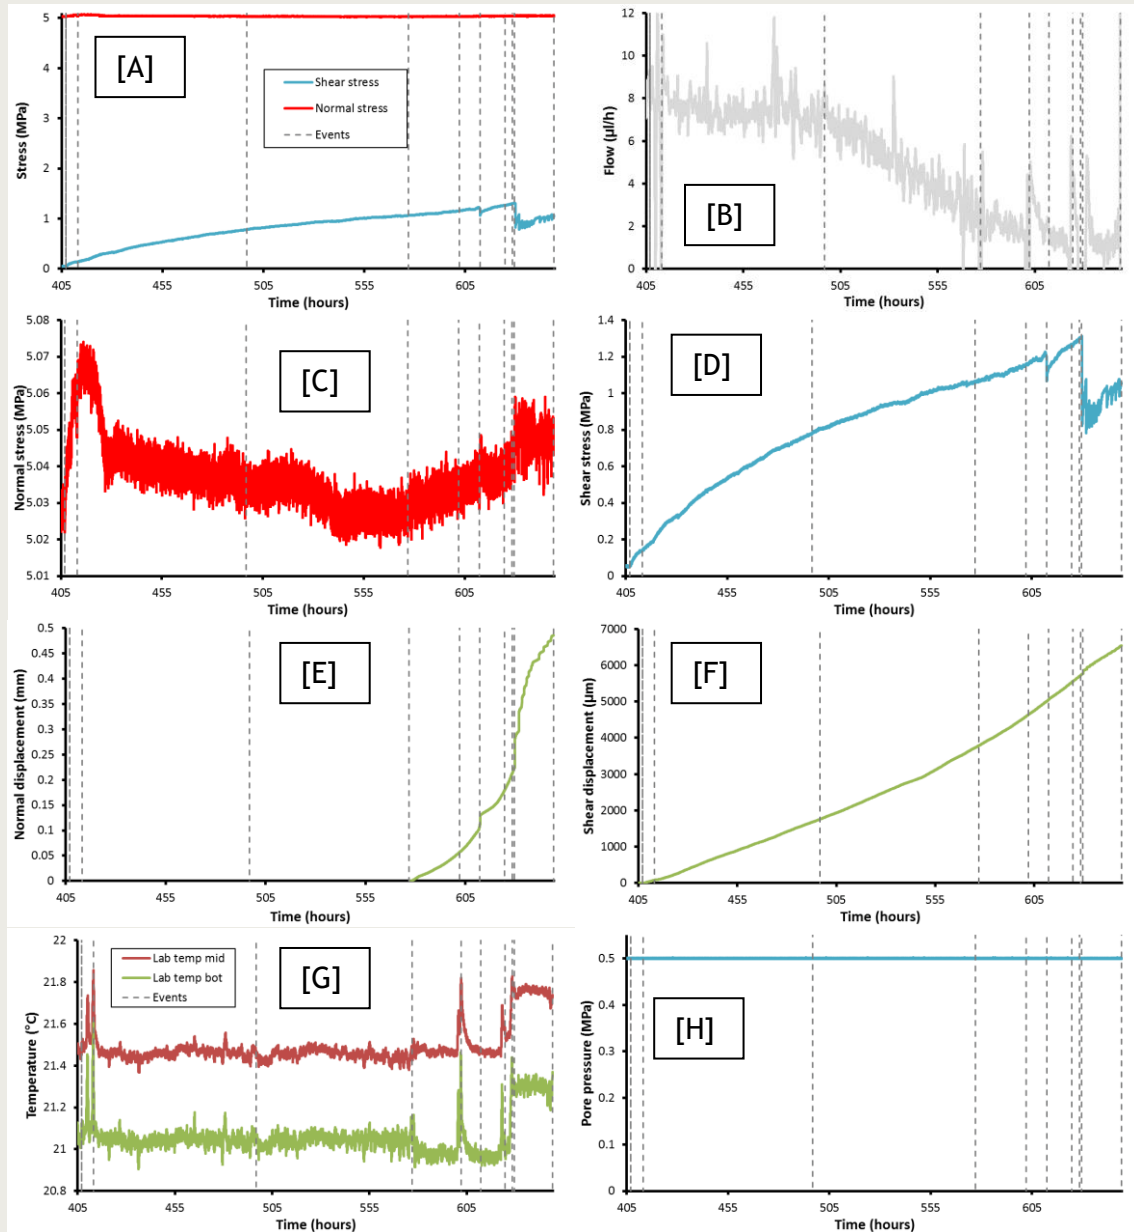 [A]
Stress (MPa)
5
4
3
2
1
0
Shear stress
Normal stress
Events
405 455 505 555 605
Time (hours)
[B]
Flow (µl/h)
12
10
8
6
4
2
0
405 455 505 555 605
Time (hours)
[C]
Normal stress (MPa)
5.08
5.07
5.06
5.05
5.04
5.03
5.02
5.01
405 455 505 555 605
Time (hours)
[D]
Shear stress (MPa)
1.4
1.2
1
0.8
0.6
0.4
0.2
0
405 455 505 555 605
Time (hours)
[E]
Normal displacement (mm)
0.5
0.45
0.4
0.35
0.3
0.25
0.2
0.15
0.1
0.05
0
405 455 505 555 605
Time (hours)
[F]
Shear displacement (µm)
7000
6000
5000
4000
3000
2000
1000
0
405 455 505 555 605
Time (hours)
[G]
Temperature (°C)
22
21.8
21.6
21.4
21.2
21
20.8
Lab temp mid
Lab temp bot
Events
405 455 505 555 605
Time (hours)
[H]
Pore pressure (MPa)
0.5
0.4
0.3
0.2
0.1
0
405 455 505 555 605
Time (hours)